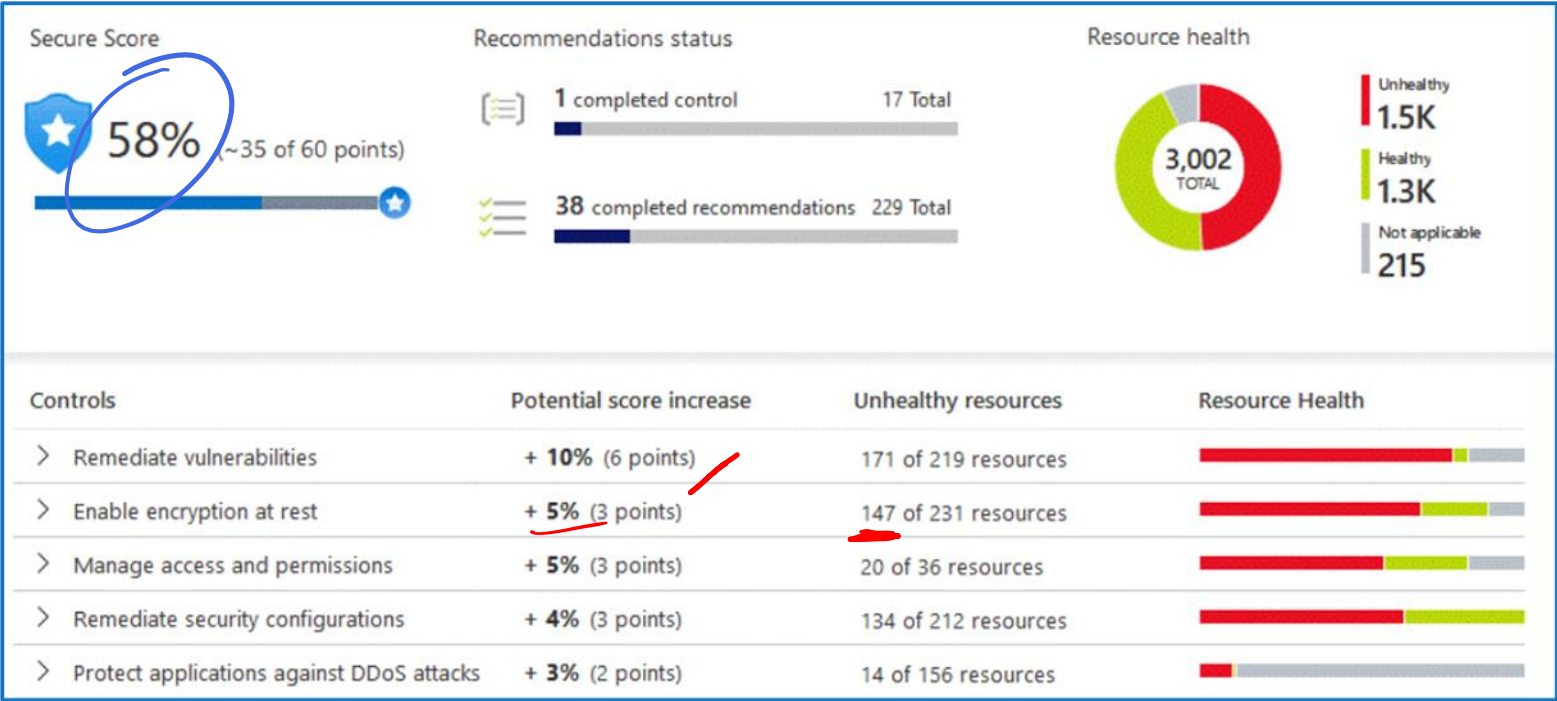 Secure Score
58% (~35 of 60 points)
Recommendations status
1 completed control 17 Total
38 completed recommendations 229 Total
Resource health
3,002
TOTAL
Unhealthy
1.5K
Healthy
1.3K
Not applicable
215
Controls Potential score increase Unhealthy resources Resource Health
Remediate vulnerabilities + 10% (6 points) 171 of 219 resources
Enable encryption at rest + 5% (3 points) 147 of 231 resources
Manage access and permissions + 5% (3 points) 20 of 36 resources
Remediate security configurations + 4% (3 points) 134 of 212 resources
Protect applications against DDoS attacks + 3% (2 points) 14 of 156 resources